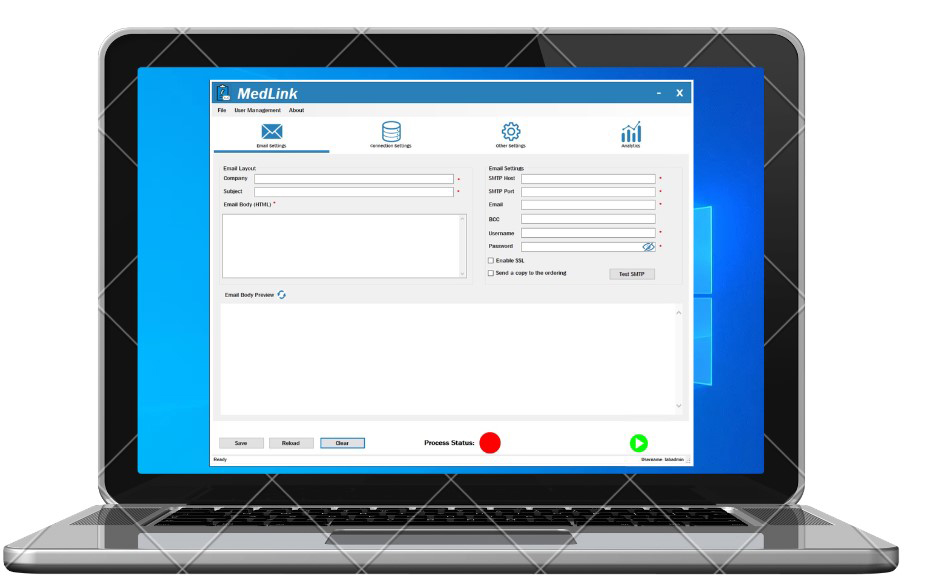 MedLink
- X
File User Management About
Email Settings Connection Settings Other Settings Analytics
Email Layout
Company *
Subject *
Email Body (HTML) *
Email Settings
SMTP Host *
SMTP Port *
Email *
BCC
Username *
Password *
Enable SSL
Send a copy to the ordering
Test SMTP
Email Body Preview
Save Reload Clear Process Status:
Ready Username: labadmin